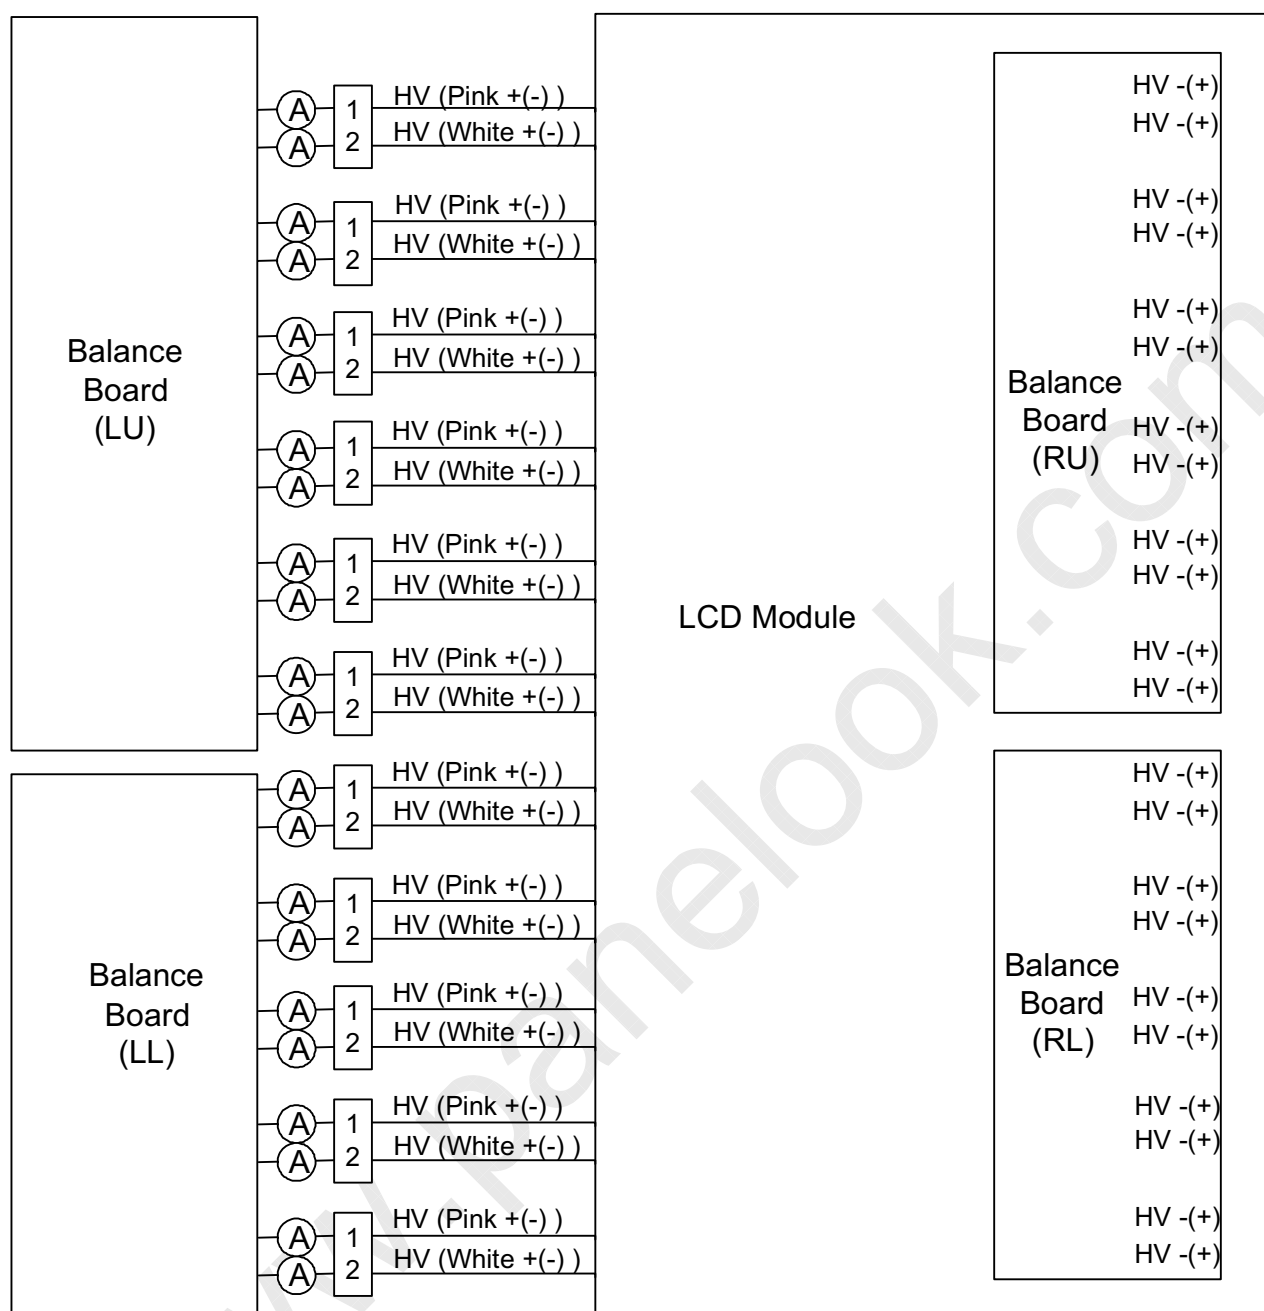 HV (Pink +(-) )
A 1
HV (White +(-) )
A 2
HV (Pink +(-) )
A 1
HV (White +(-) )
A 2
HV (Pink +(-) )
A 1
HV (White +(-) )
A 2
HV (Pink +(-) )
A 1
HV (White +(-) )
A 2
HV (Pink +(-) )
A 1
HV (White +(-) )
A 2
HV (Pink +(-) )
A 1
HV (White +(-) )
A 2
Balance
Board
(LU)
HV (Pink +(-) )
A 1
HV (White +(-) )
A 2
HV (Pink +(-) )
A 1
HV (White +(-) )
A 2
HV (Pink +(-) )
A 1
HV (White +(-) )
A 2
HV (Pink +(-) )
A 1
HV (White +(-) )
A 2
HV (Pink +(-) )
A 1
HV (White +(-) )
A 2
Balance
Board
(LL)
LCD Module
HV -(+)
HV -(+)
HV -(+)
HV -(+)
HV -(+)
HV -(+)
HV -(+)
HV -(+)
HV -(+)
HV -(+)
HV -(+)
HV -(+)
Balance
Board
(RU)
HV -(+)
HV -(+)
HV -(+)
HV -(+)
HV -(+)
HV -(+)
HV -(+)
HV -(+)
HV -(+)
HV -(+)
Balance
Board
(RL)
w.panelook.com